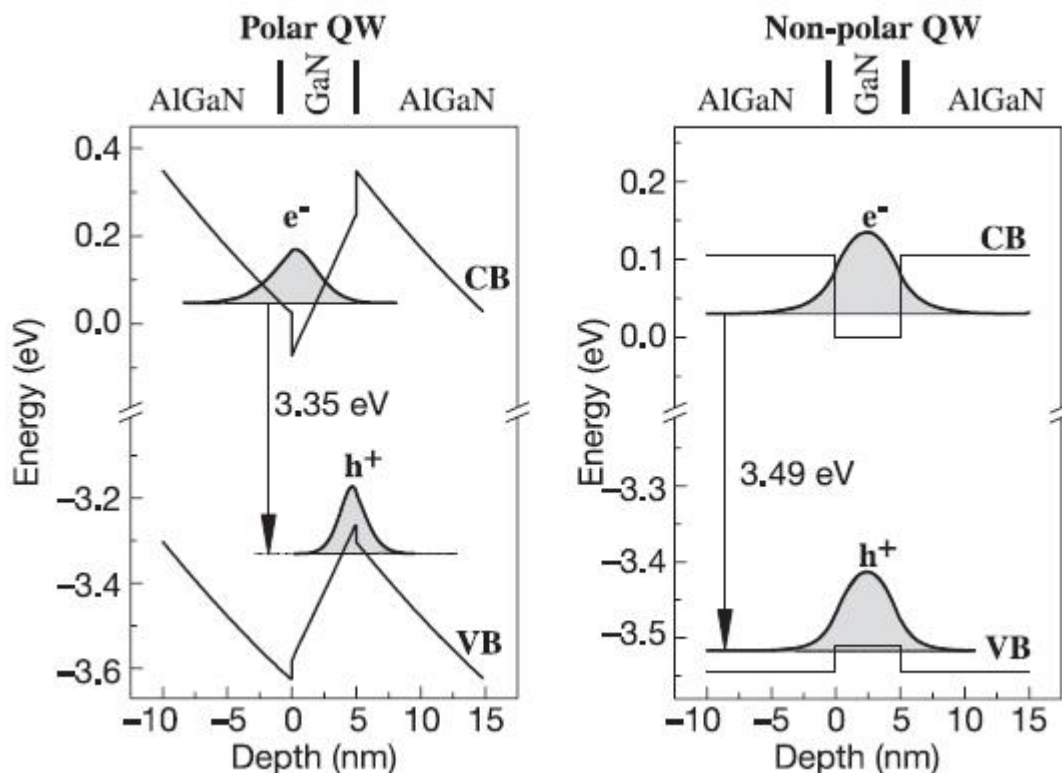 Polar QW
AlGaN
GaN
AlGaN
Energy (eV)
0.4
0.2
0.0
−3.2
−3.4
−3.6
e-
CB
3.35 eV
h+
VB
−10 −5 0 5 10 15
Depth (nm)
Non-polar QW
AlGaN
GaN
AlGaN
Energy (eV)
0.2
0.1
0.0
−3.3
−3.4
−3.5
e-
CB
3.49 eV
h+
VB
−10 −5 0 5 10 15
Depth (nm)